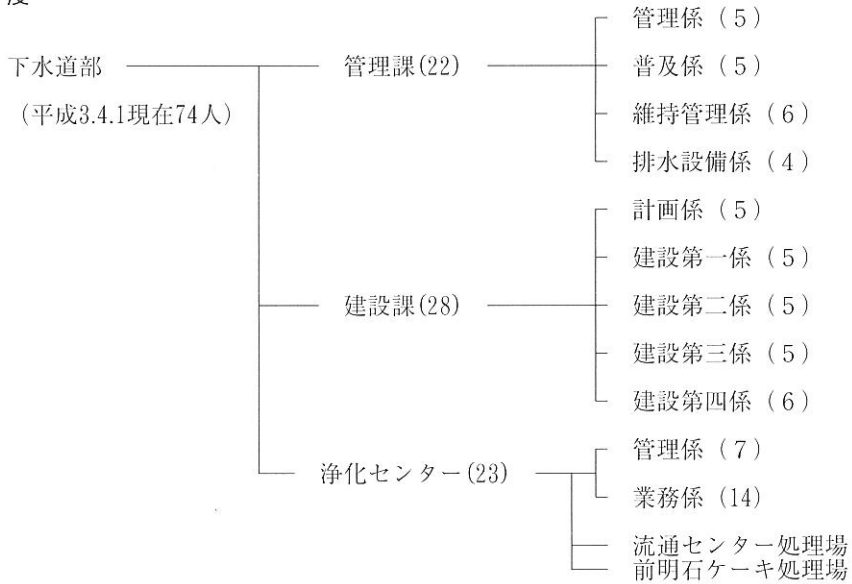 度
管理係(5)
下水道部 管理課(22) 普及係(5)
(平成3.4.1現在74人) 維持管理係(6)
排水設備係(4)
計画係(5)
建設第一係(5)
建設課(28) 建設第二係(5)
建設第三係(5)
建設第四係(6)
管理係(7)
浄化センター(23)
業務係(14)
流通センター処理場
前明石ケーキ処理場